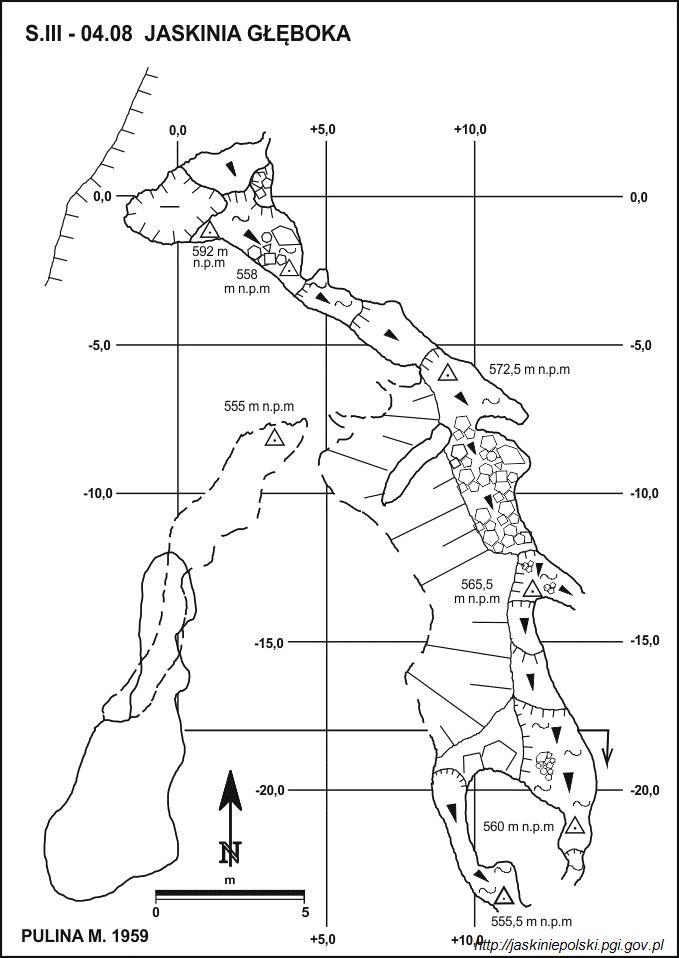 S.III - 04.08 JASKINIA GŁĘBOKA
0,0 +5,0 +10,0
0,0 0,0
592 m
n.p.m
558
m n.p.m
-5,0 -5,0
572,5 m n.p.m
555 m n.p.m
-10,0 -10,0
565,5
m n.p.m
-15,0 -15,0
-20,0 -20,0
560 m n.p.m
N
m
0 5
555,5 m n.p.m
PULINA M. 1959
+5,0 +10,0
http://jaskiniepolski.pgi.gov.pl